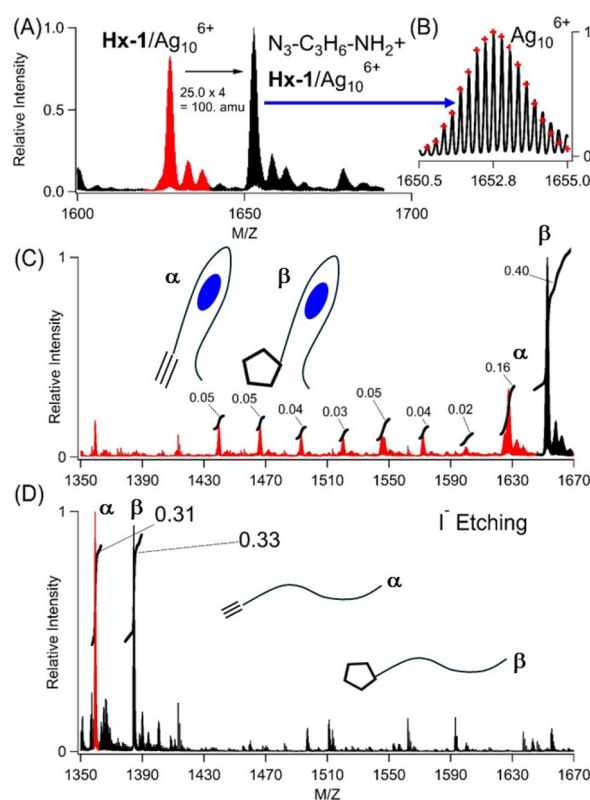 (A)
Hx-1/Ag10 6+
25.0 x 4
= 100. amu
N3-C3H6-NH2+
Hx-1/Ag10 6+
Relative Intensity
1.0
0.5
0.0
1600
1650
1700
M/Z
(B)
Ag10 6+
1
0
1650.5
1652.8
1655.0
(C)
α
β
Relative Intensity
1
0
0.05
0.05
0.04
0.03
0.05
0.04
0.02
0.16
α
0.40
β
1350
1390
1430
1470
1510
1550
1590
1630
1670
(D)
α
β
0.31
0.33
I- Etching
α
β
Relative Intensity
1
0
1350
1390
1430
1470
1510
1550
1590
1630
1670
M/Z